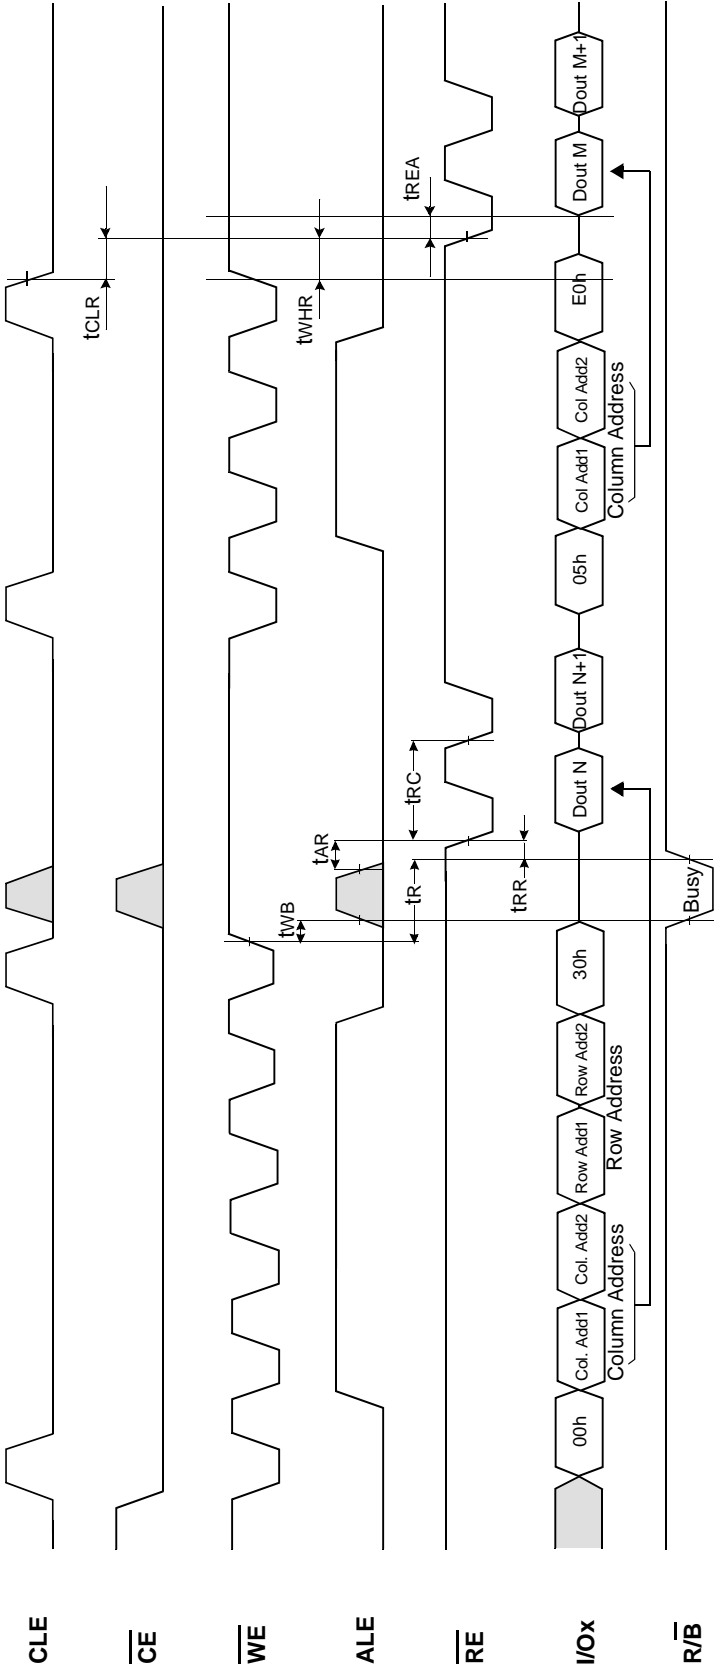 CLE
tCLR
CE
WE
tWB
tWHR
ALE
tAR
RE
tR
tRC
tREA
tRR
I/Ox
00h
Col. Add1
Col. Add2
Row Add1
Row Add2
30h
Dout N
Dout N+1
05h
Col Add1
Col Add2
E0h
Dout M
Dout M+1
Column Address
Row Address
Column Address
R/B
Busy